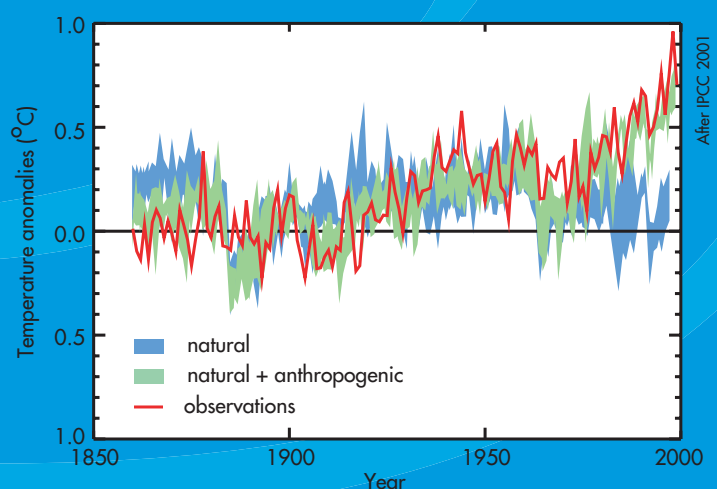 1.0
0.5
0.0
0.5
1.0
Temperature anomalies (°C)
natural
natural + anthropogenic
observations
1850
1900
1950
2000
Year
After IPCC 2001